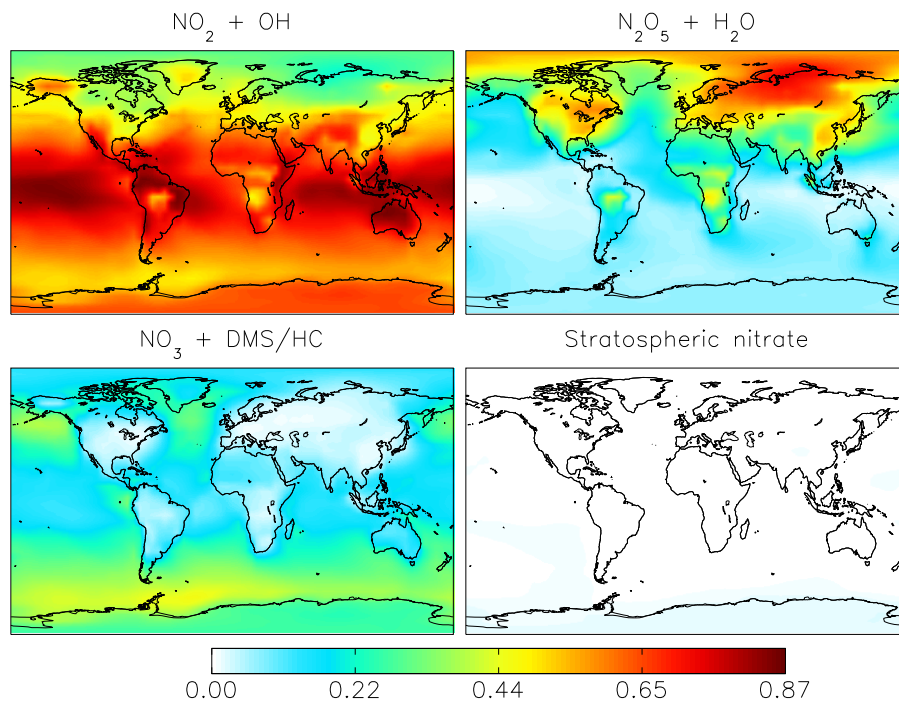 NO₂ + OH
N₂O₅ + H₂O
NO₃ + DMS/HC
Stratospheric nitrate
0.00 0.22 0.44 0.65 0.87